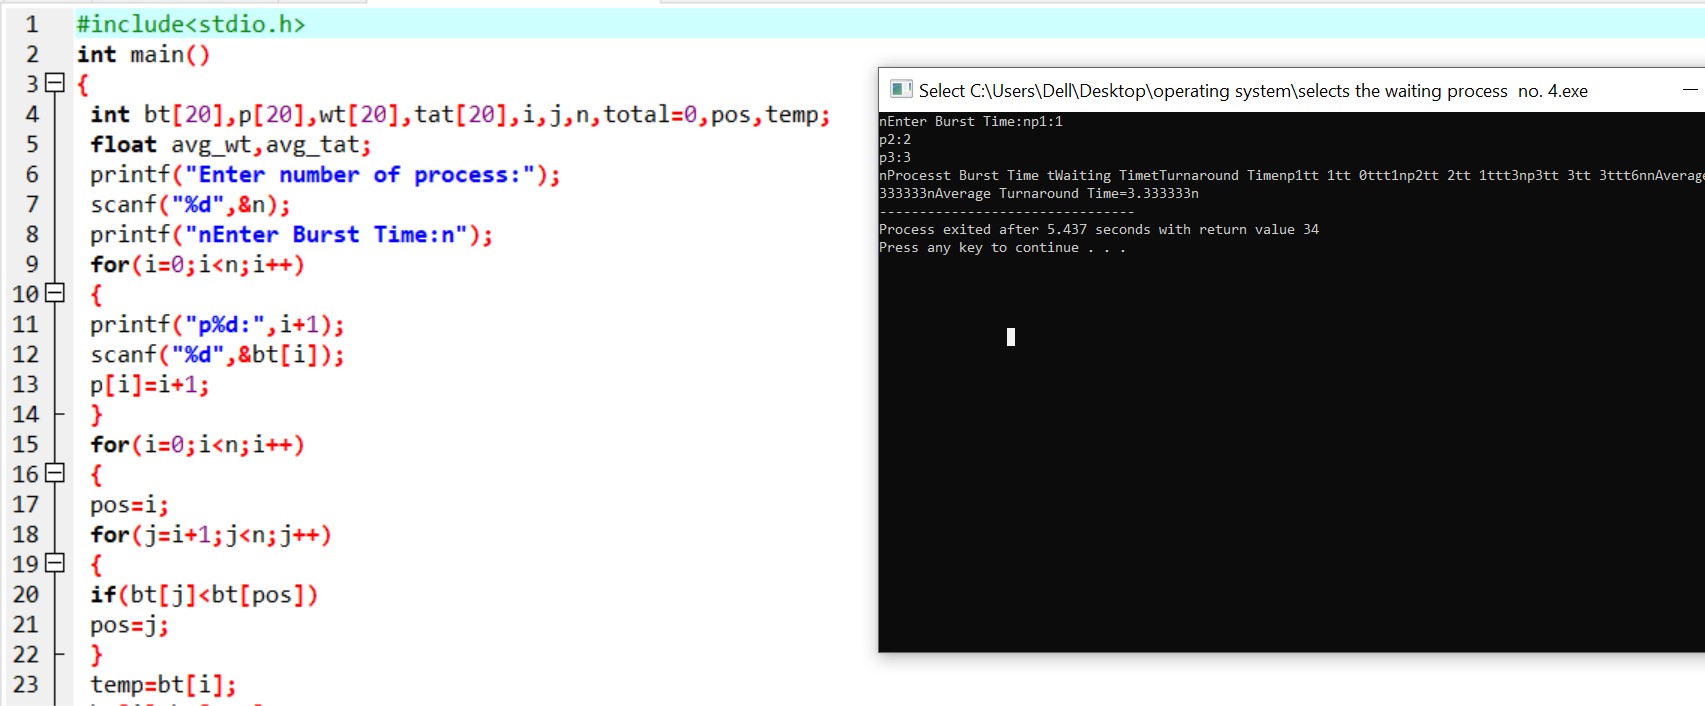 1 #include<stdio.h>
2 int main()
3 {
4 int bt[20],p[20],wt[20],tat[20],i,j,n,total=0,pos,temp;
5 float avg_wt,avg_tat;
6 printf("Enter number of process:");
7 scanf("%d",&n);
8 printf("nEnter Burst Time:n");
9 for(i=0;i<n;i++)
10 {
11 printf("p%d:",i+1);
12 scanf("%d",&bt[i]);
13 p[i]=i+1;
14 }
15 for(i=0;i<n;i++)
16 {
17 pos=i;
18 for(j=i+1;j<n;j++)
19 {
20 if(bt[j]<bt[pos])
21 pos=j;
22 }
23 temp=bt[i];
Select C:\Users\Dell\Desktop\operating system\selects the waiting process no. 4.exe
nEnter Burst Time:np1:1
p2:2
p3:3
nProcesst Burst Time tWaiting TimetTurnaround Timenp1tt 1tt 0ttt1np2tt 2tt 1ttt3np3tt 3tt 3ttt6nnAverage
333333nAverage Turnaround Time=3.333333n
--------------------------------
Process exited after 5.437 seconds with return value 34
Press any key to continue . . .